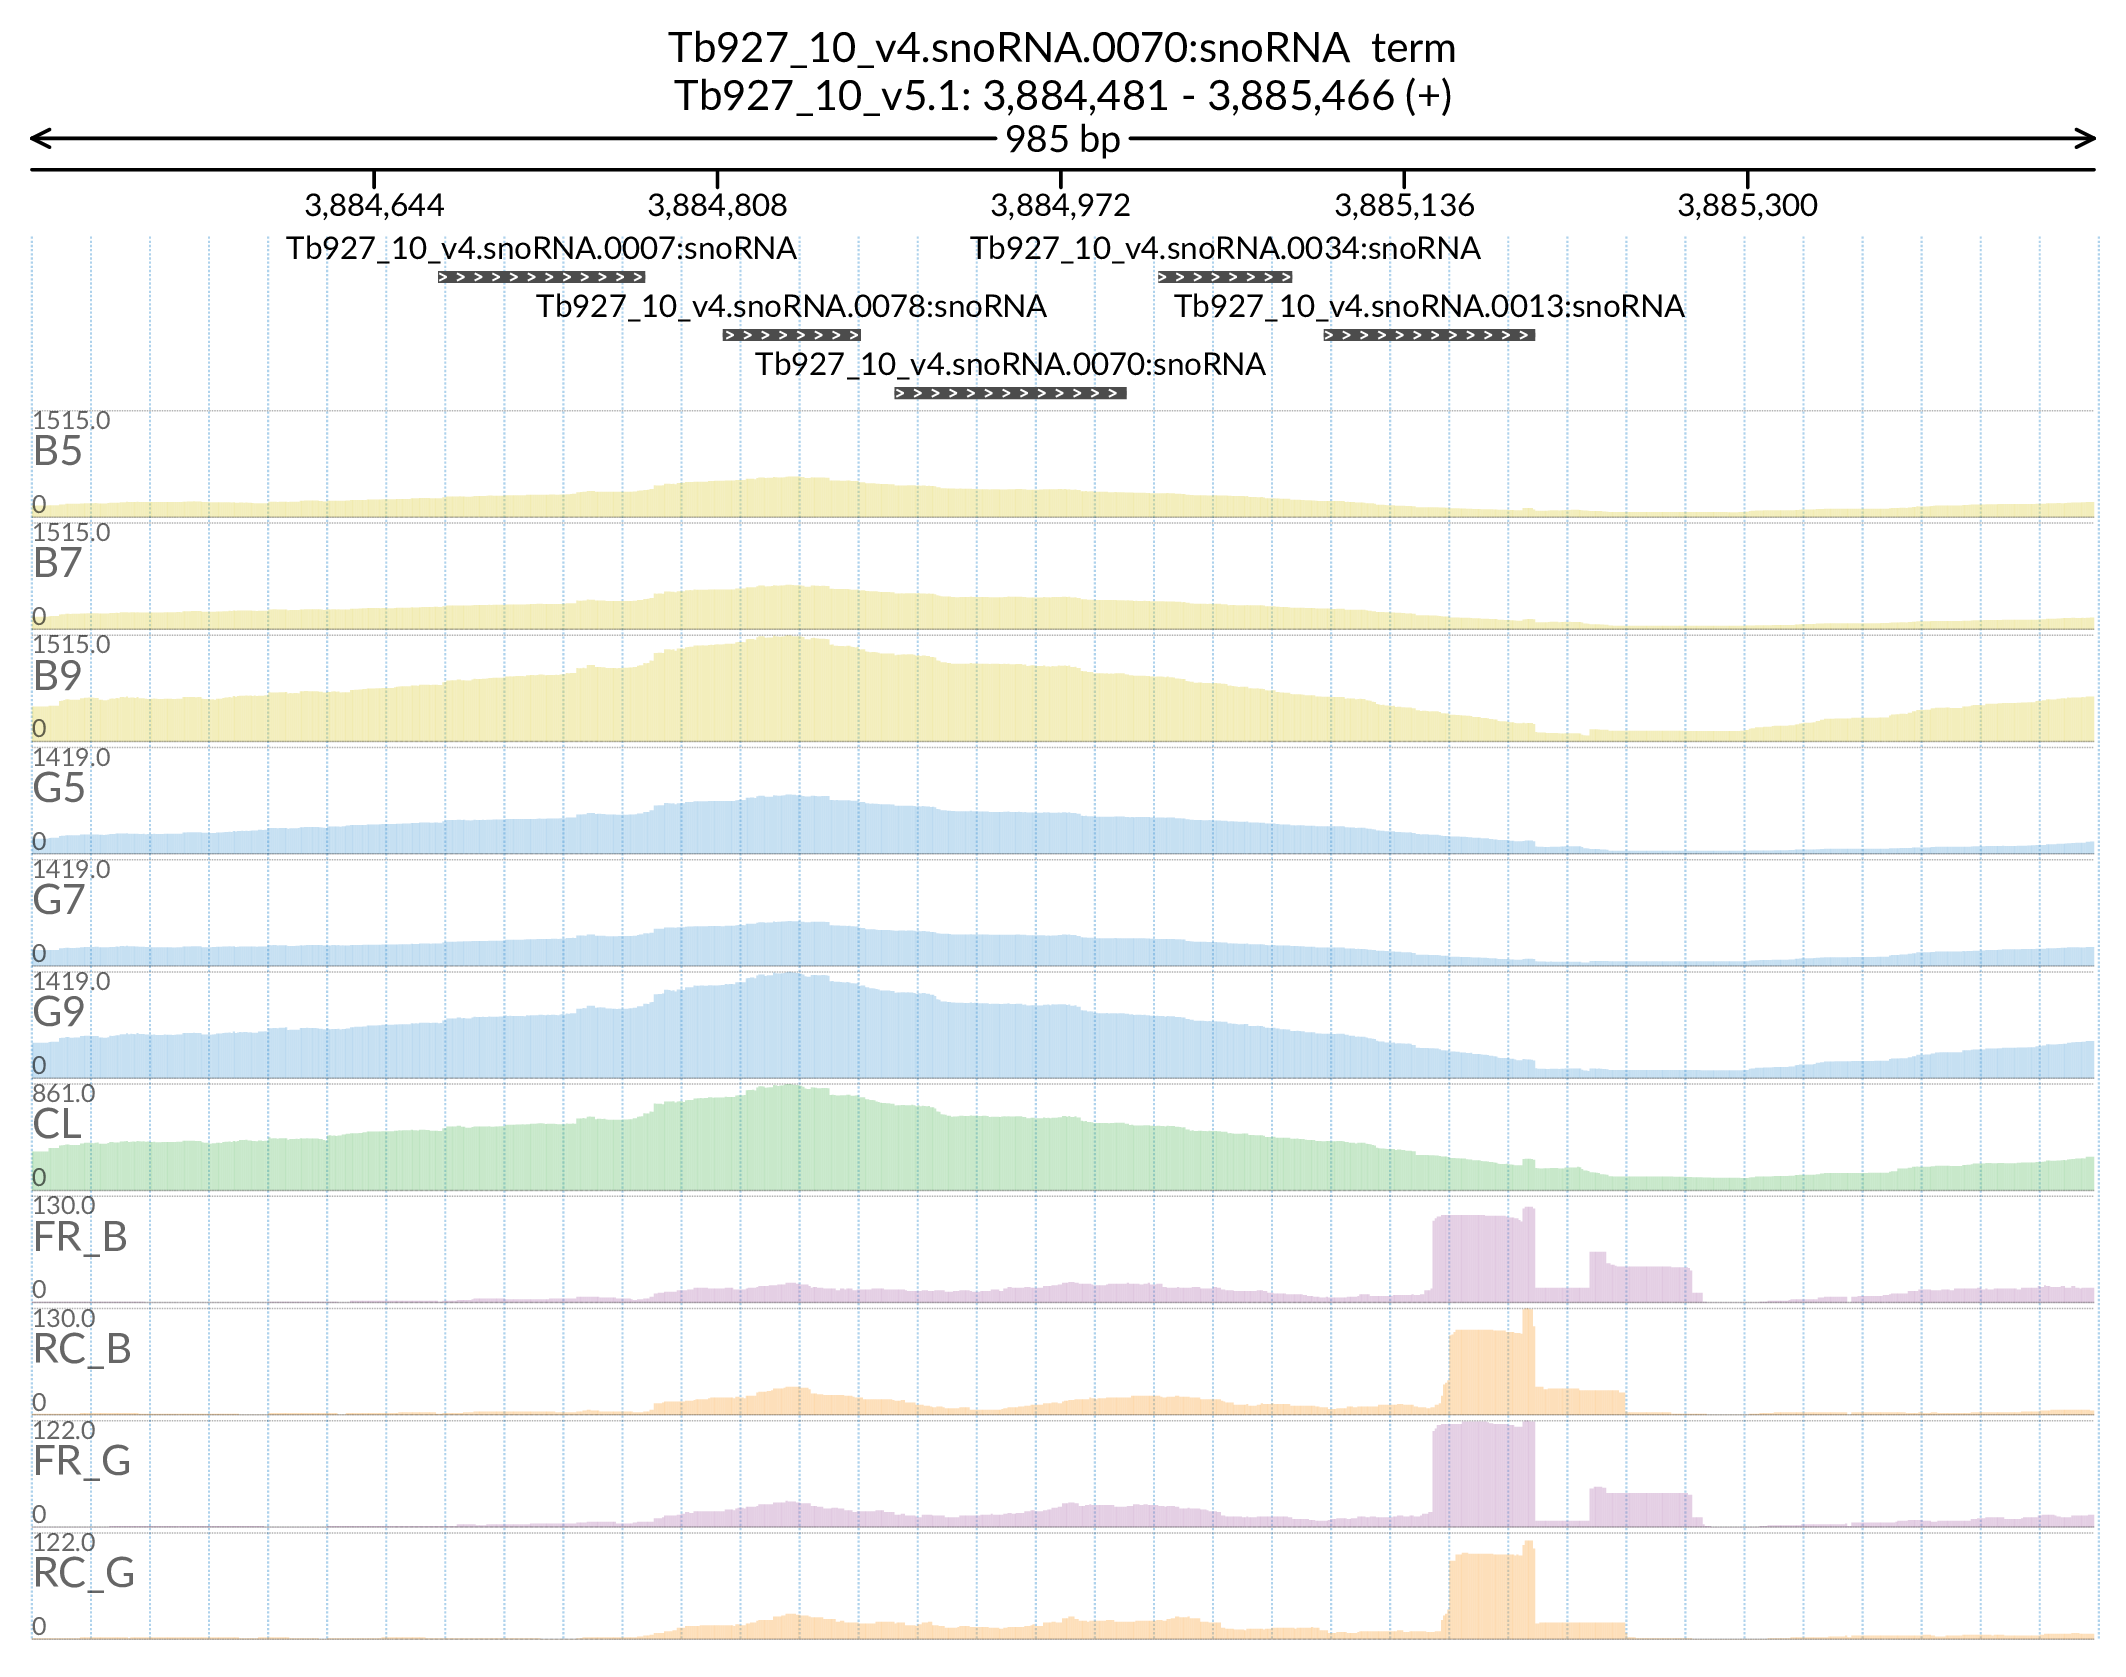 Tb927_10_v4.snoRNA.0070:snoRNA term
Tb927_10_v5.1: 3,884,481 - 3,885,466 (+)
985 bp
3,884,644 3,884,808 3,884,972 3,885,136 3,885,300
Tb927_10_v4.snoRNA.0007:snoRNA Tb927_10_v4.snoRNA.0034:snoRNA
Tb927_10_v4.snoRNA.0078:snoRNA Tb927_10_v4.snoRNA.0013:snoRNA
Tb927_10_v4.snoRNA.0070:snoRNA
1515.0
B5
0
1515.0
B7
0
1515.0
B9
0
1419.0
G5
0
1419.0
G7
0
1419.0
G9
0
861.0
CL
0
130.0
FR_B
0
130.0
RC_B
0
122.0
FR_G
0
122.0
RC_G
0